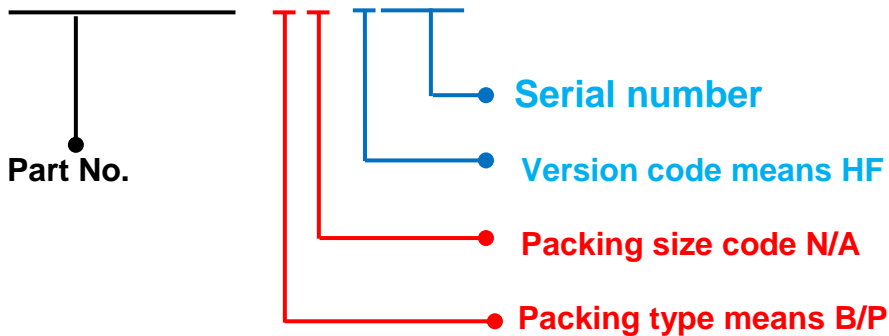 Serial number
Part No.
Version code means HF
Packing size code N/A
Packing type means B/P